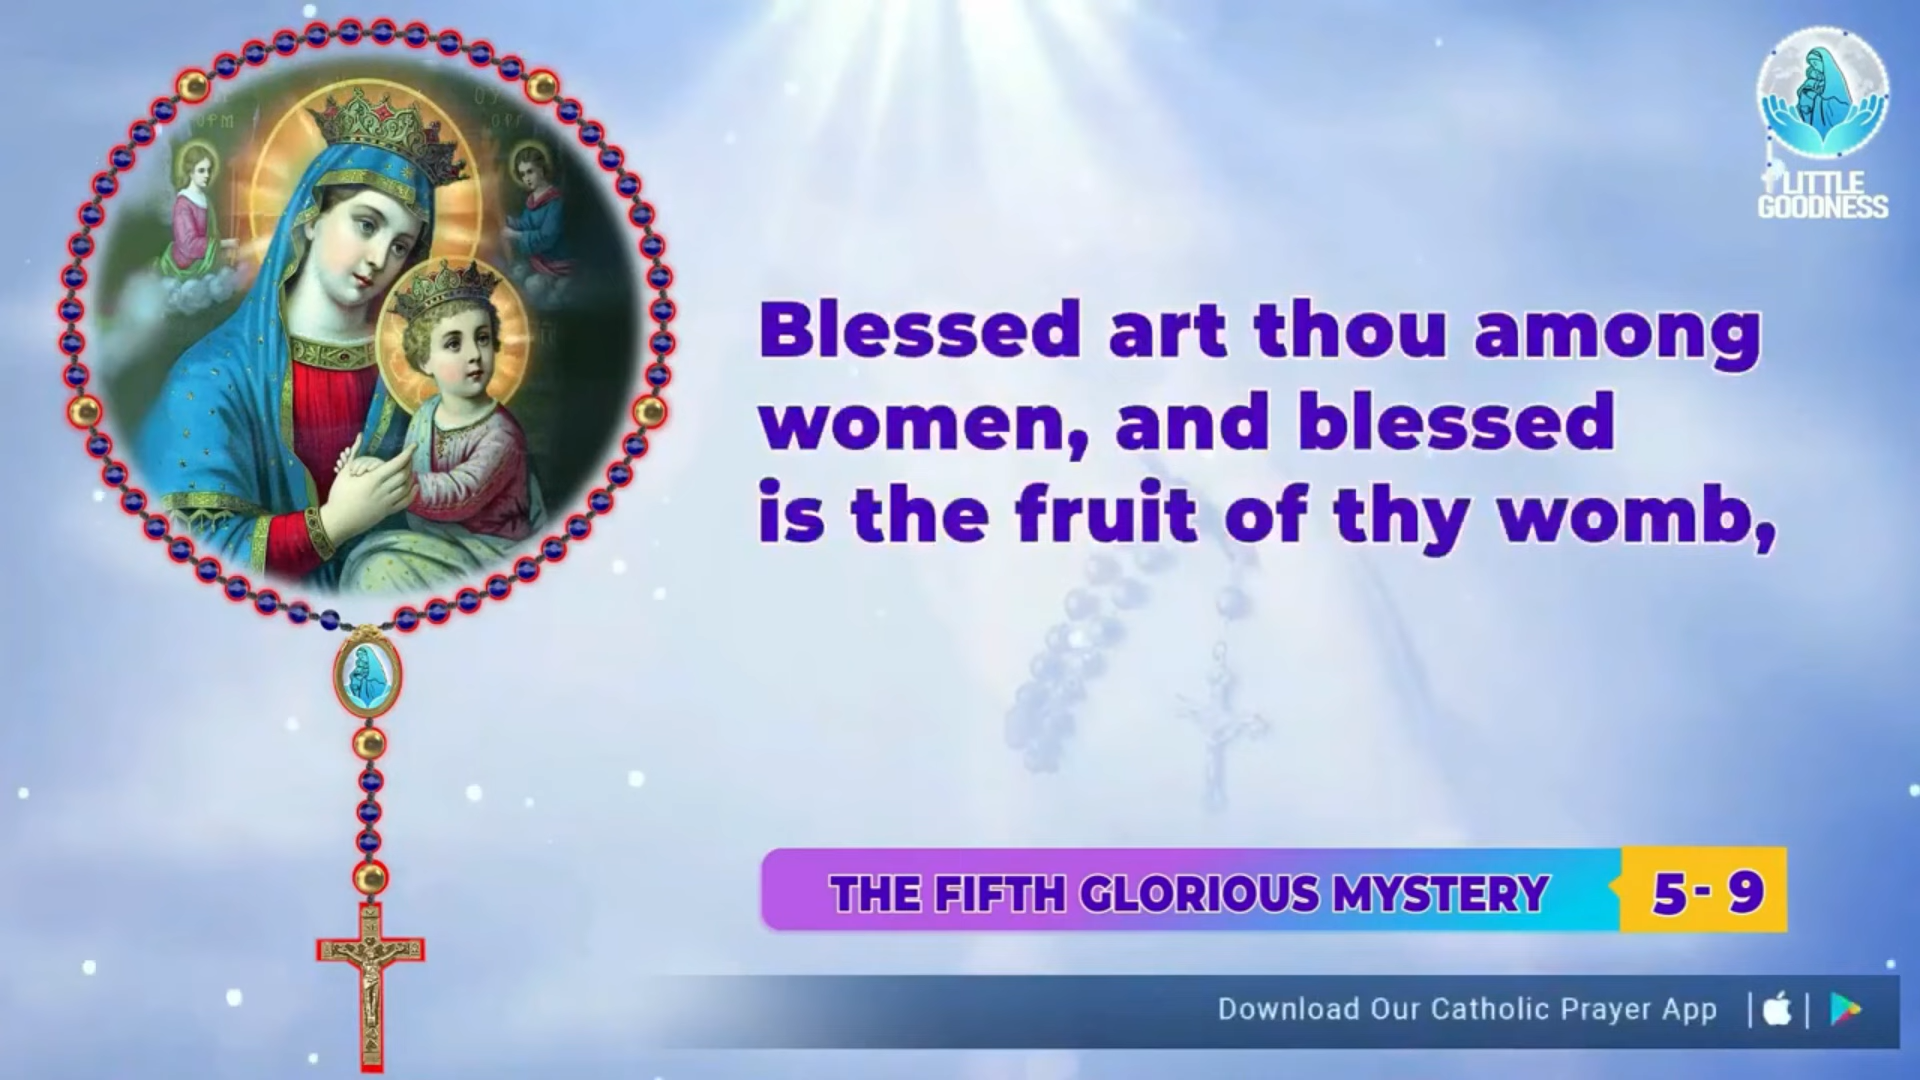 LITTLE
GOODNESS
Blessed art thou among
women, and blessed
is the fruit of thy womb,
THE FIFTH GLORIOUS MYSTERY 5- 9
Download Our Catholic Prayer App